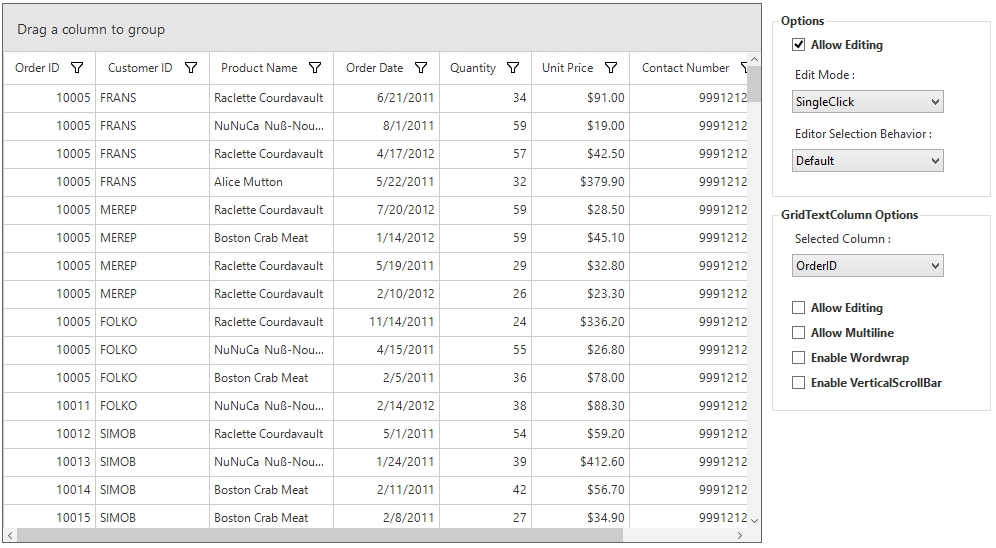 Drag a column to group
Order ID Customer ID Product Name Order Date Quantity Unit Price Contact Number
10005 FRANS Raclette Courdavault 6/21/2011 34 $91.00 9991212
10005 FRANS NuNuCa Nuß-Nou... 8/1/2011 59 $19.00 9991212
10005 FRANS Raclette Courdavault 4/17/2012 57 $42.50 9991212
10005 FRANS Alice Mutton 5/22/2011 32 $379.90 9991212
10005 MEREP Raclette Courdavault 7/20/2012 59 $28.50 9991212
10005 MEREP Boston Crab Meat 1/14/2012 59 $45.10 9991212
10005 MEREP Raclette Courdavault 5/19/2011 29 $32.80 9991212
10005 MEREP Raclette Courdavault 2/10/2012 26 $23.30 9991212
10005 FOLKO Raclette Courdavault 11/14/2011 24 $336.20 9991212
10005 FOLKO NuNuCa Nuß-Nou... 4/15/2011 55 $26.80 9991212
10005 FOLKO Boston Crab Meat 2/5/2011 36 $78.00 9991212
10011 FOLKO NuNuCa Nuß-Nou... 2/14/2012 38 $88.30 9991212
10012 SIMOB Raclette Courdavault 5/1/2011 54 $59.20 9991212
10013 SIMOB NuNuCa Nuß-Nou... 1/24/2011 39 $412.60 9991212
10014 SIMOB Boston Crab Meat 2/11/2011 42 $56.70 9991212
10015 SIMOB Boston Crab Meat 2/8/2011 27 $34.90 9991212
Options
Allow Editing
Edit Mode :
SingleClick
Editor Selection Behavior :
Default
GridTextColumn Options
Selected Column :
OrderID
Allow Editing
Allow Multiline
Enable Wordwrap
Enable VerticalScrollBar